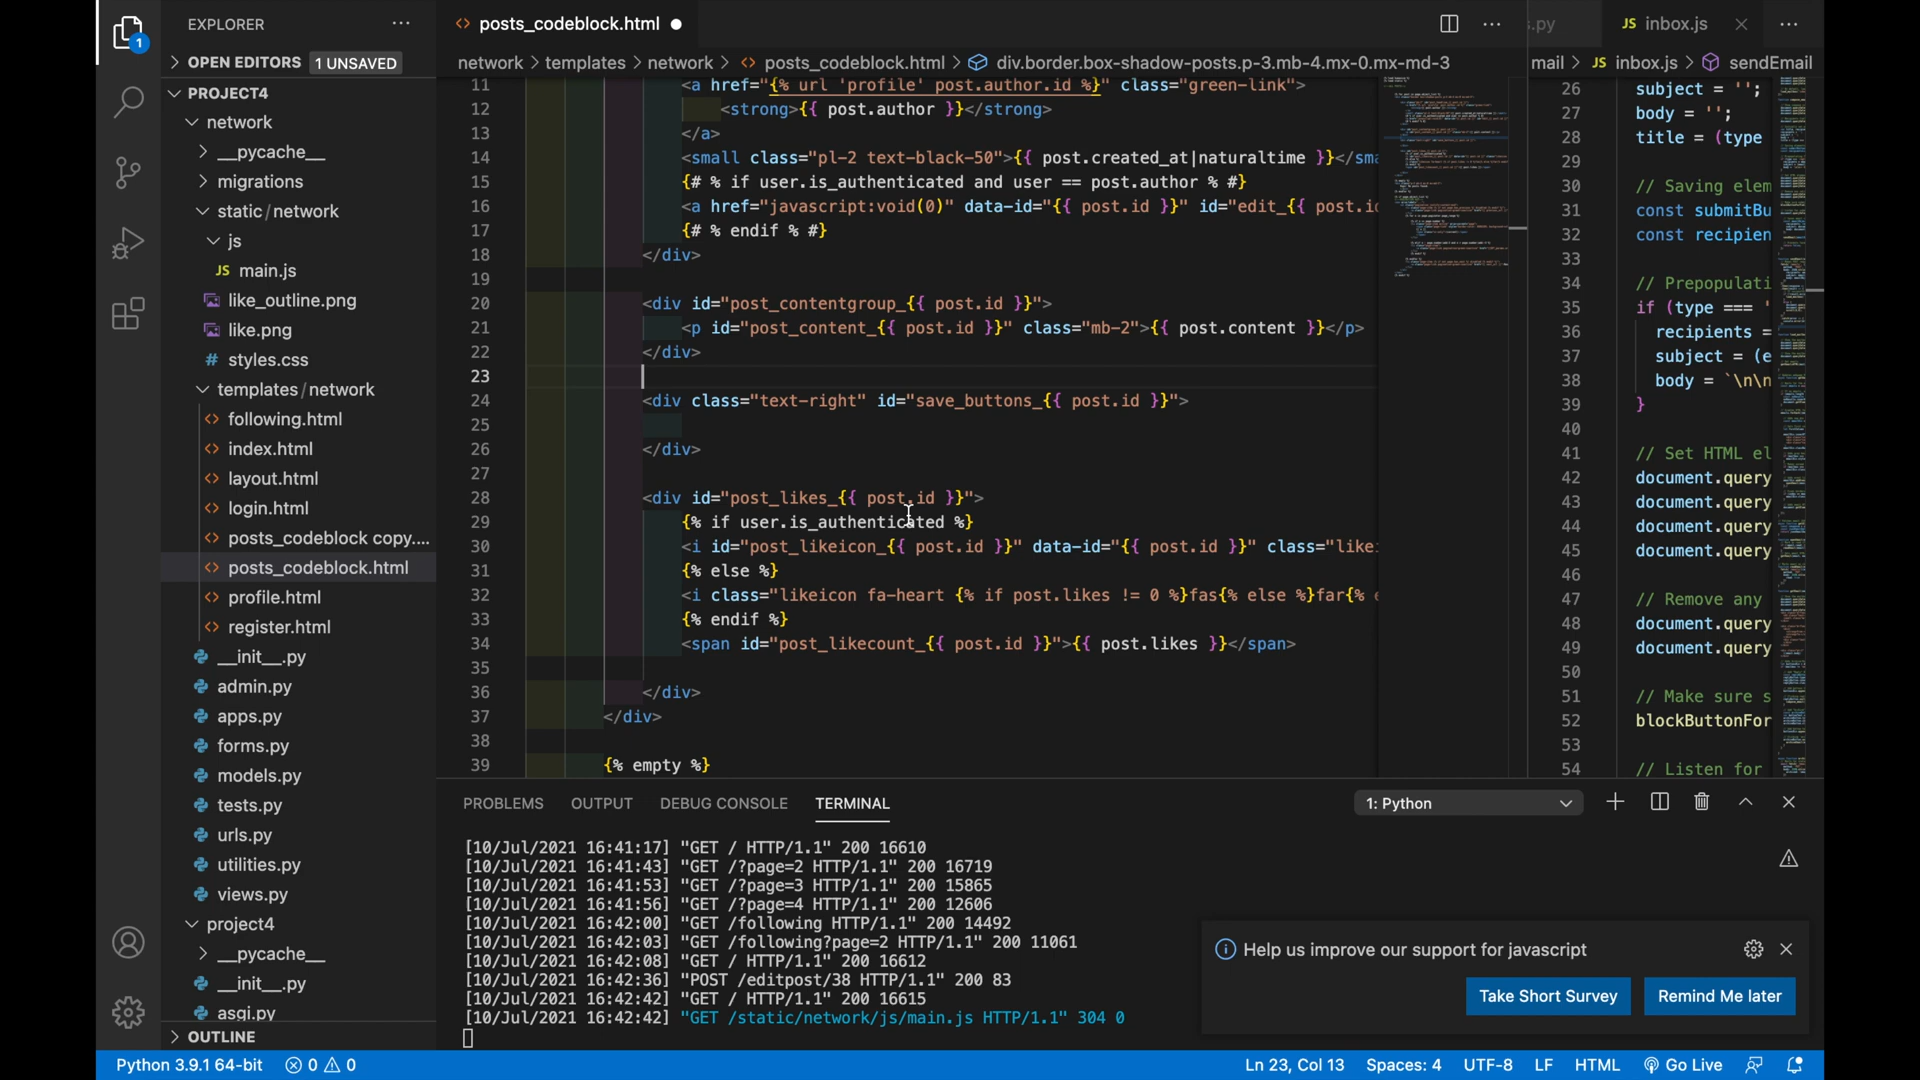 EXPLORER
OPEN EDITORS 1 UNSAVED
PROJECT4
network
__pycache__
migrations
static/network
js
JS main.js
like_outline.png
like.png
# styles.css
templates/network
<> following.html
<> index.html
<> layout.html
<> login.html
<> posts_codeblock copy....
<> posts_codeblock.html
<> profile.html
<> register.html
__init__.py
admin.py
apps.py
forms.py
models.py
tests.py
urls.py
utilities.py
views.py
project4
__pycache__
__init__.py
asgi.py
OUTLINE
1
<> posts_codeblock.html ●
network > templates > network > <> posts_codeblock.html > div.border.box-shadow-posts.p-3.mb-4.mx-0.mx-md-3
11 <a href="{% url 'profile' post.author.id %}" class="green-link">
12 <strong>{{ post.author }}</strong>
13 </a>
14 <small class="pl-2 text-black-50">{{ post.created_at|naturaltime }}</sma
15 {# % if user.is_authenticated and user == post.author % #}
16 <a href="javascript:void(0)" data-id="{{ post.id }}" id="edit_{{ post.id
17 {# % endif % #}
18 </div>
19
20 <div id="post_contentgroup_{{ post.id }}">
21 <p id="post_content_{{ post.id }}" class="mb-2">{{ post.content }}</p>
22 </div>
23
24 <div class="text-right" id="save_buttons_{{ post.id }}">
25
26 </div>
27
28 <div id="post_likes_{{ post.id }}">
29 {% if user.is_authenticated %}
30 <i id="post_likeicon_{{ post.id }}" data-id="{{ post.id }}" class="likei
31 {% else %}
32 <i class="likeicon fa-heart {% if post.likes != 0 %}fas{% else %}far{% e
33 {% endif %}
34 <span id="post_likecount_{{ post.id }}">{{ post.likes }}</span>
35
36 </div>
37 </div>
38
39 {% empty %}
s.py JS inbox.js
mail > JS inbox.js > sendEmail
26 subject = '';
27 body = '';
28 title = (type
29
30 // Saving elem
31 const submitBu
32 const recipien
33
34 // Prepopulati
35 if (type === '
36 recipients =
37 subject = (e
38 body = `\n\n
39 }
40
41 // Set HTML el
42 document.query
43 document.query
44 document.query
45 document.query
46
47 // Remove any
48 document.query
49 document.query
50
51 // Make sure s
52 blockButtonFor
53
54 // Listen for
PROBLEMS OUTPUT DEBUG CONSOLE TERMINAL 1: Python
[10/Jul/2021 16:41:17] "GET / HTTP/1.1" 200 16610
[10/Jul/2021 16:41:43] "GET /?page=2 HTTP/1.1" 200 16719
[10/Jul/2021 16:41:53] "GET /?page=3 HTTP/1.1" 200 15865
[10/Jul/2021 16:41:56] "GET /?page=4 HTTP/1.1" 200 12606
[10/Jul/2021 16:42:00] "GET /following HTTP/1.1" 200 14492
[10/Jul/2021 16:42:03] "GET /following?page=2 HTTP/1.1" 200 11061
[10/Jul/2021 16:42:08] "GET / HTTP/1.1" 200 16612
[10/Jul/2021 16:42:36] "POST /editpost/38 HTTP/1.1" 200 83
[10/Jul/2021 16:42:42] "GET / HTTP/1.1" 200 16615
[10/Jul/2021 16:42:42] "GET /static/network/js/main.js HTTP/1.1" 304 0
Help us improve our support for javascript
Take Short Survey Remind Me later
Python 3.9.1 64-bit 0 0 Ln 23, Col 13 Spaces: 4 UTF-8 LF HTML Go Live